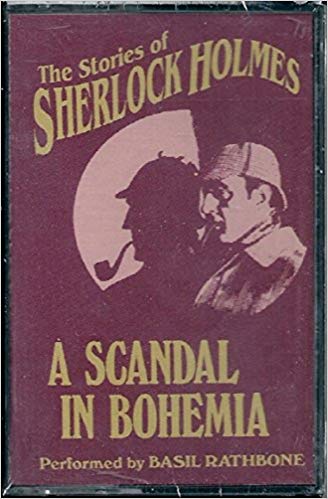 The Stories of
SHERLOCK HOLMES
A SCANDAL
IN BOHEMIA
Performed by BASIL RATHBONE